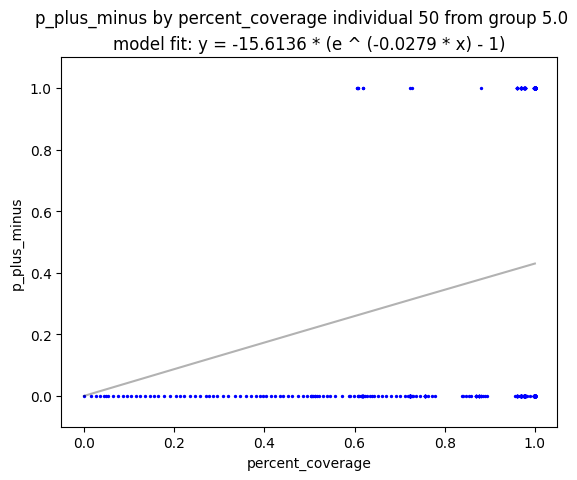 p_plus_minus by percent_coverage individual 50 from group 5.0
model fit: y = -15.6136 * (e ^ (-0.0279 * x) - 1)
1.0
0.8
0.6
0.4
0.2
0.0
p_plus_minus
0.0 0.2 0.4 0.6 0.8 1.0
percent_coverage